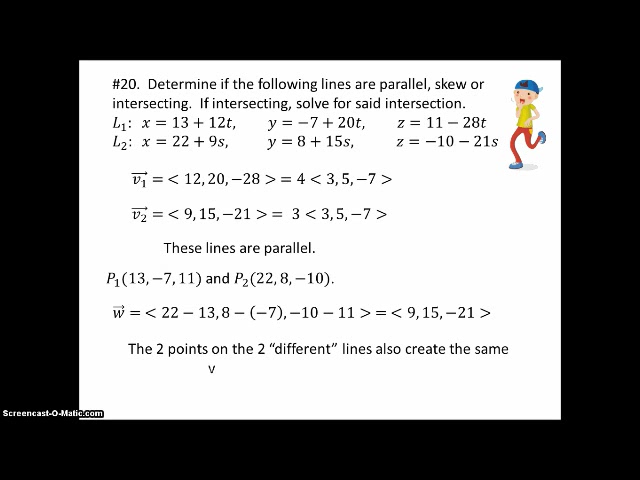 #20. Determine if the following lines are parallel, skew or
intersecting. If intersecting, solve for said intersection.
L₁: x = 13 + 12t, y = −7 + 20t, z = 11 − 28t
L₂: x = 22 + 9s, y = 8 + 15s, z = −10 − 21s
v₁⃗ = < 12, 20, −28 > = 4 < 3, 5, −7 >
v₂⃗ = < 9, 15, −21 > = 3 < 3, 5, −7 >
These lines are parallel.
P₁(13, −7, 11) and P₂(22, 8, −10).
w⃗ = < 22 − 13, 8 − (−7), −10 − 11 > = < 9, 15, −21 >
The 2 points on the 2 “different” lines also create the same
v
Screencast-O-Matic.com